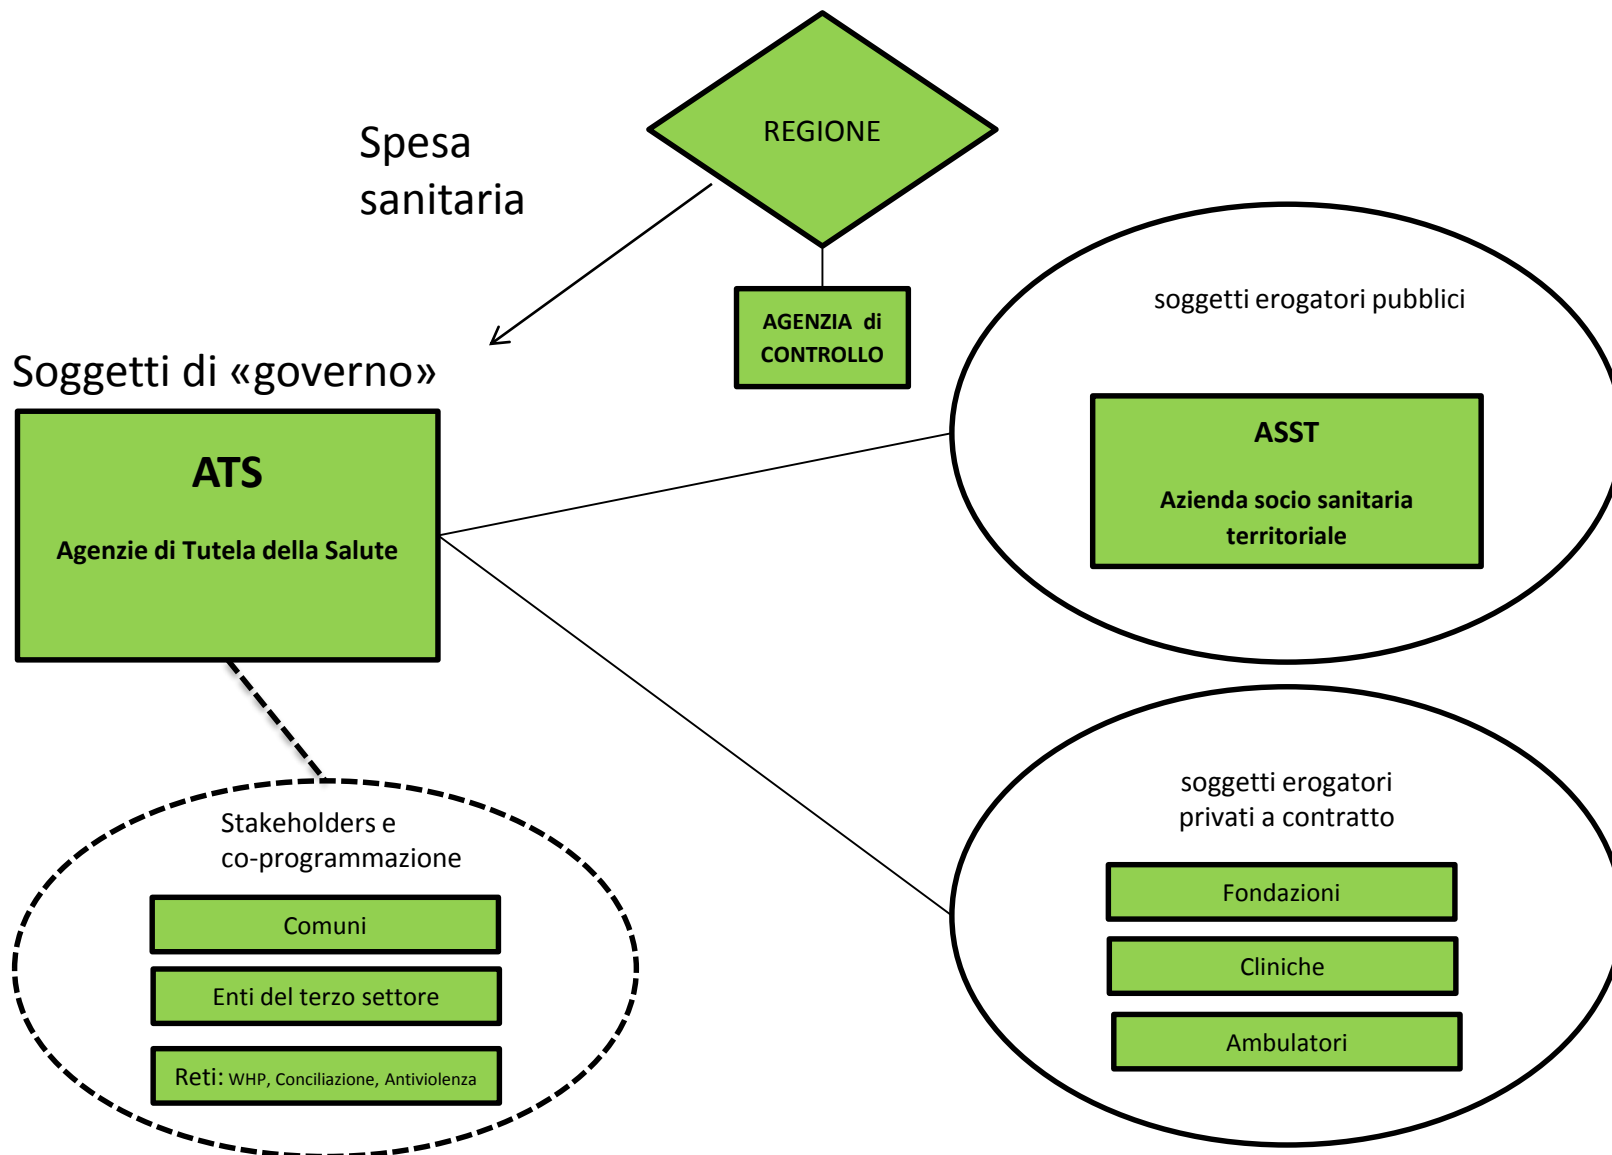 REGIONE
Spesa
sanitaria
AGENZIA di
CONTROLLO
Soggetti di «governo»
ATS
Agenzie di Tutela della Salute
soggetti erogatori pubblici
ASST
Azienda socio sanitaria
territoriale
Stakeholders e
co-programmazione
Comuni
Enti del terzo settore
Reti: WHP, Conciliazione, Antiviolenza
soggetti erogatori
privati a contratto
Fondazioni
Cliniche
Ambulatori